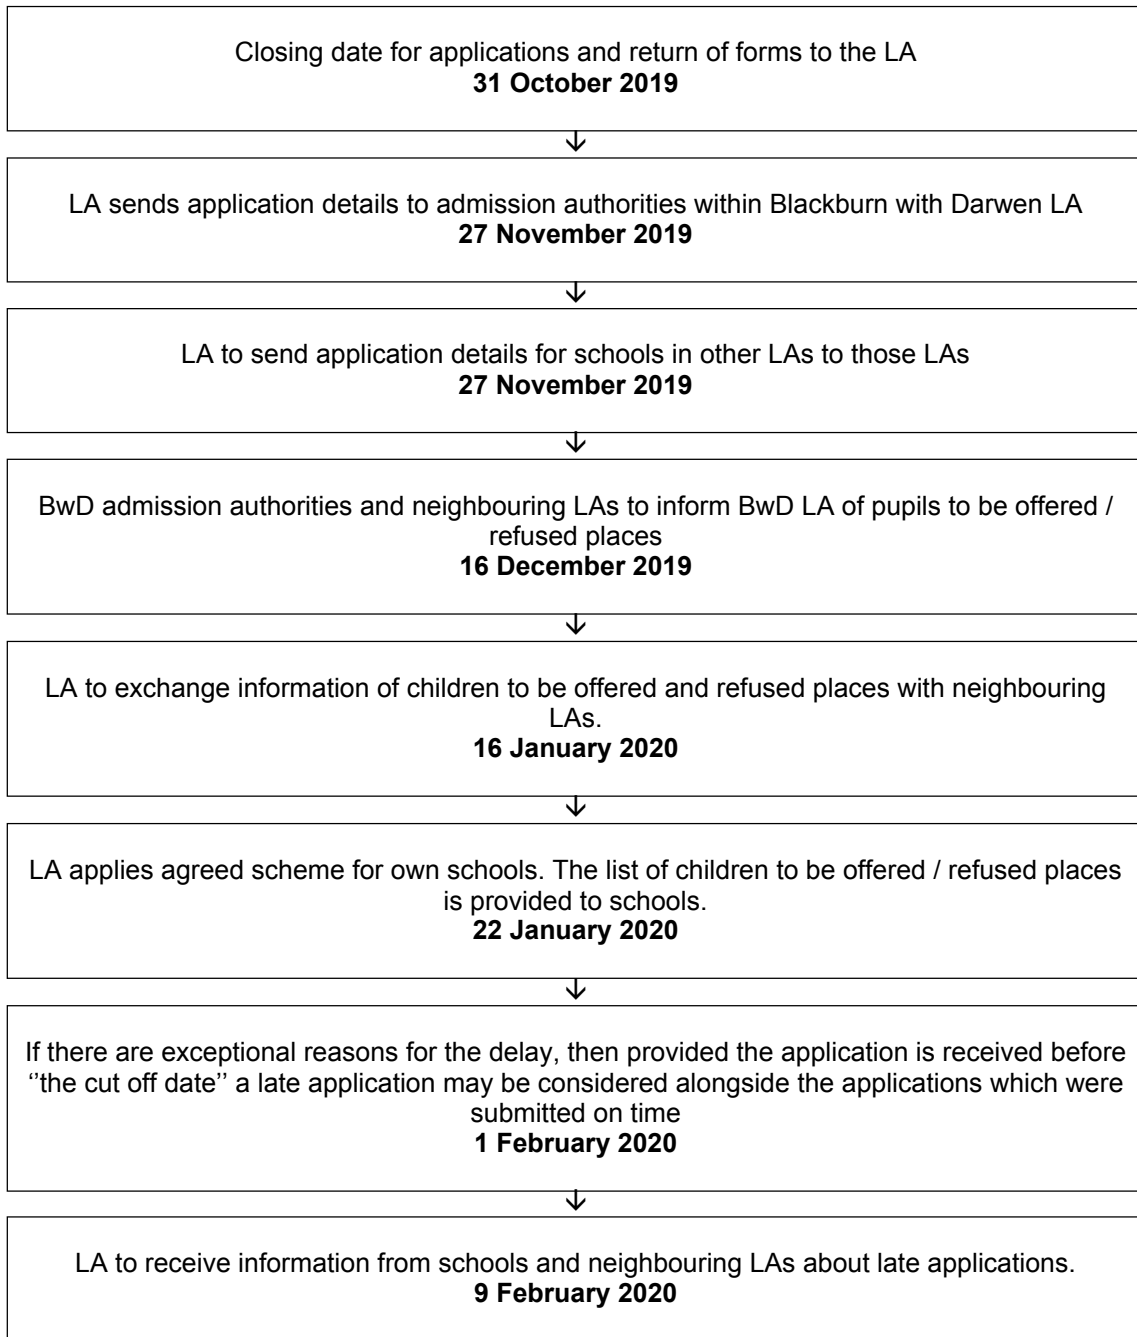 Closing date for applications and return of forms to the LA
31 October 2019
LA sends application details to admission authorities within Blackburn with Darwen LA
27 November 2019
LA to send application details for schools in other LAs to those LAs
27 November 2019
BwD admission authorities and neighbouring LAs to inform BwD LA of pupils to be offered /
refused places
16 December 2019
LA to exchange information of children to be offered and refused places with neighbouring
LAs.
16 January 2020
LA applies agreed scheme for own schools. The list of children to be offered / refused places
is provided to schools.
22 January 2020
If there are exceptional reasons for the delay, then provided the application is received before
‘’the cut off date’’ a late application may be considered alongside the applications which were
submitted on time
1 February 2020
LA to receive information from schools and neighbouring LAs about late applications.
9 February 2020